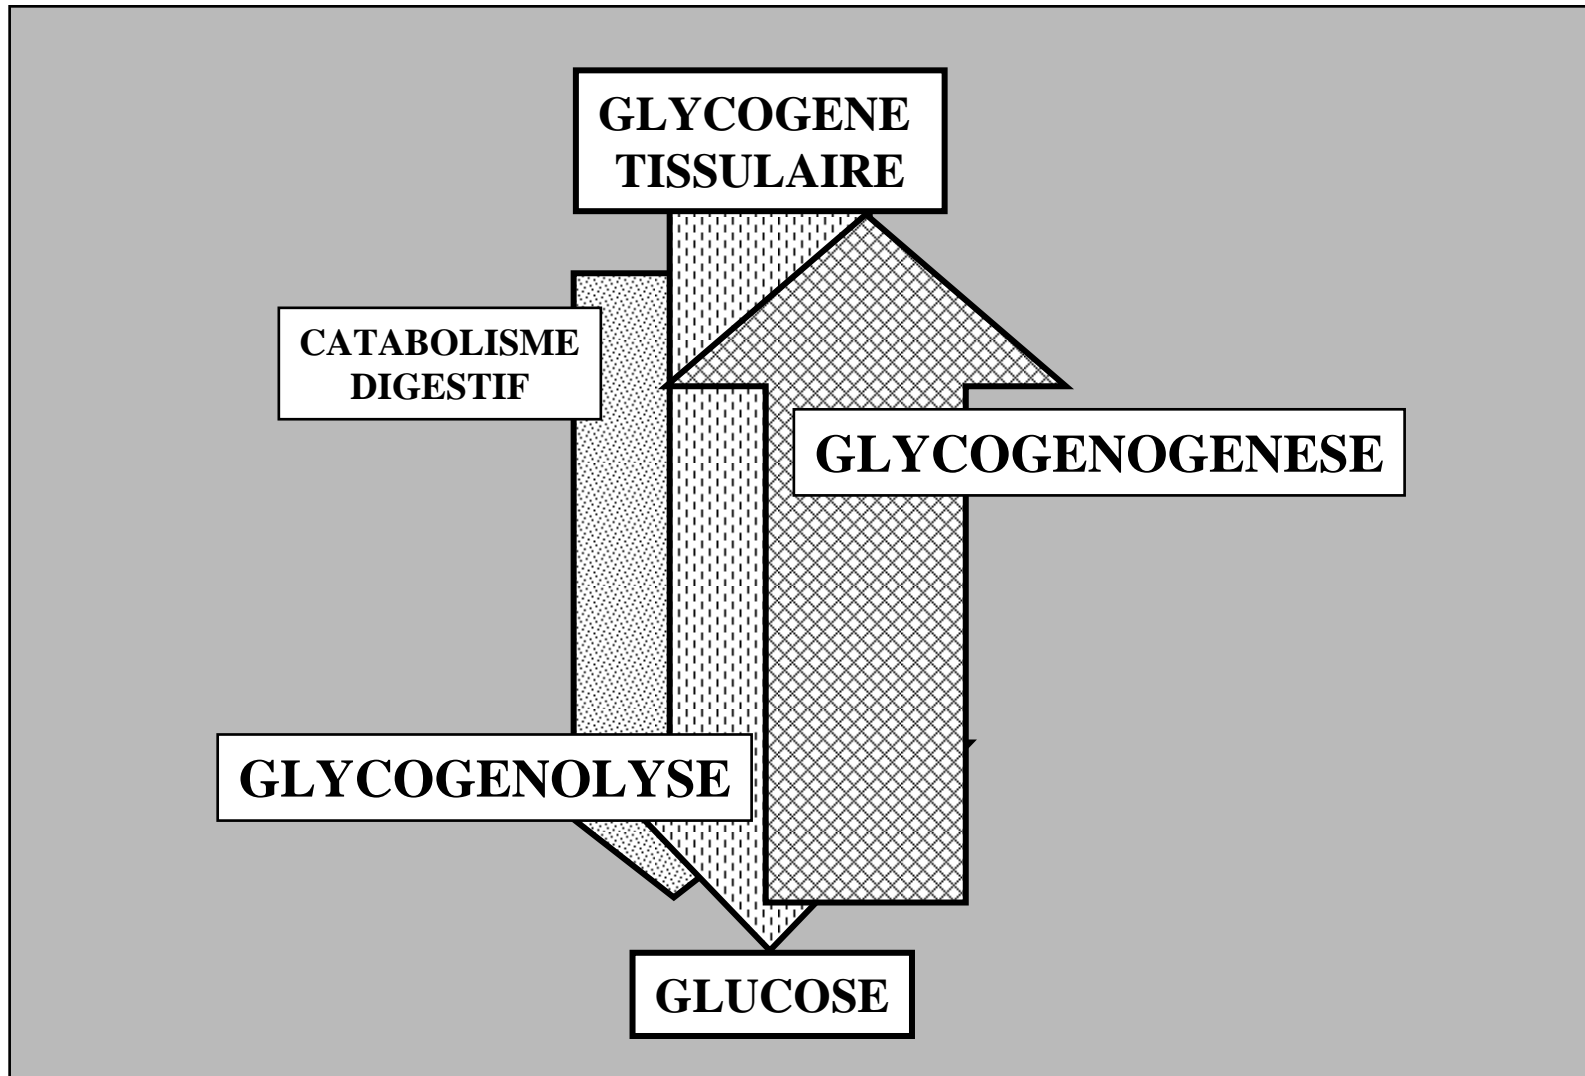 GLYCOGENE
TISSULAIRE
CATABOLISME
DIGESTIF
GLYCOGENOGENESE
GLYCOGENOLYSE
GLUCOSE